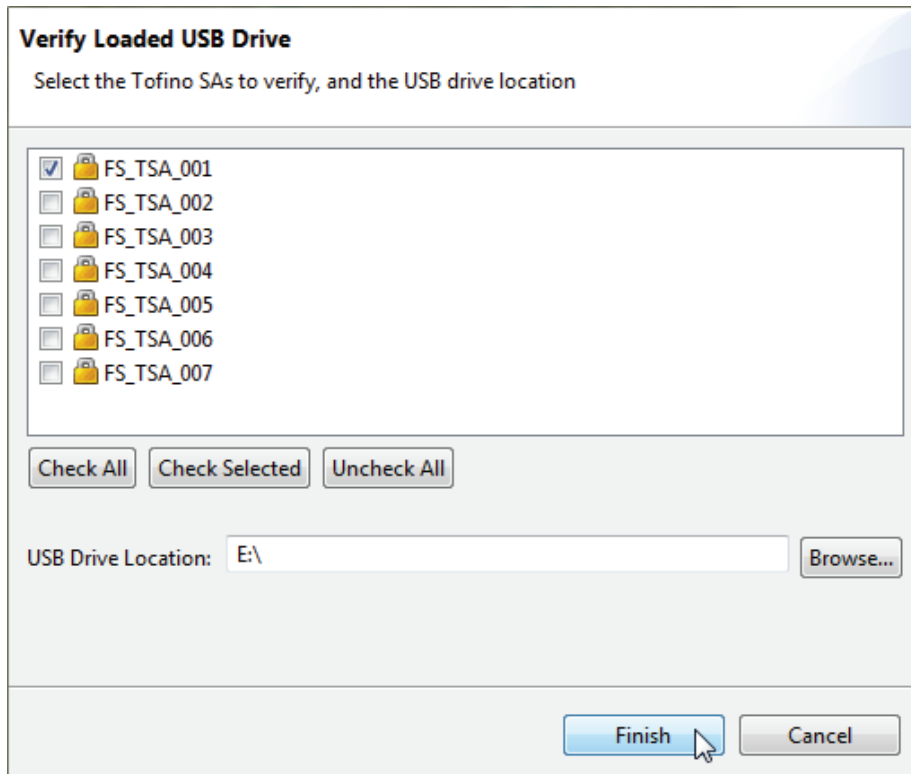 Verify Loaded USB Drive
Select the Tofino SAs to verify, and the USB drive location
FS_TSA_001
FS_TSA_002
FS_TSA_003
FS_TSA_004
FS_TSA_005
FS_TSA_006
FS_TSA_007
Check All Check Selected Uncheck All
USB Drive Location: E:\ Browse...
Finish Cancel